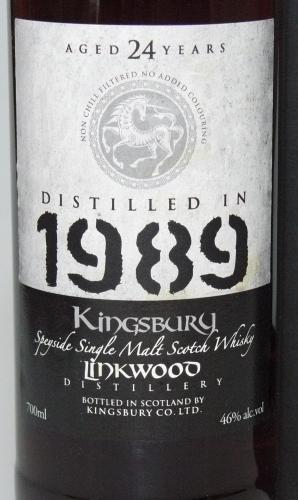 AGED 24 YEARS
NON CHILL FILTERED NO ADDED COLOURING
DISTILLED IN
1989
KINGSBURY
Speyside Single Malt Scotch Whisky
LINKWOOD
DISTILLERY
BOTTLED IN SCOTLAND BY
KINGSBURY CO. LTD.
700ml
46% alc.vol